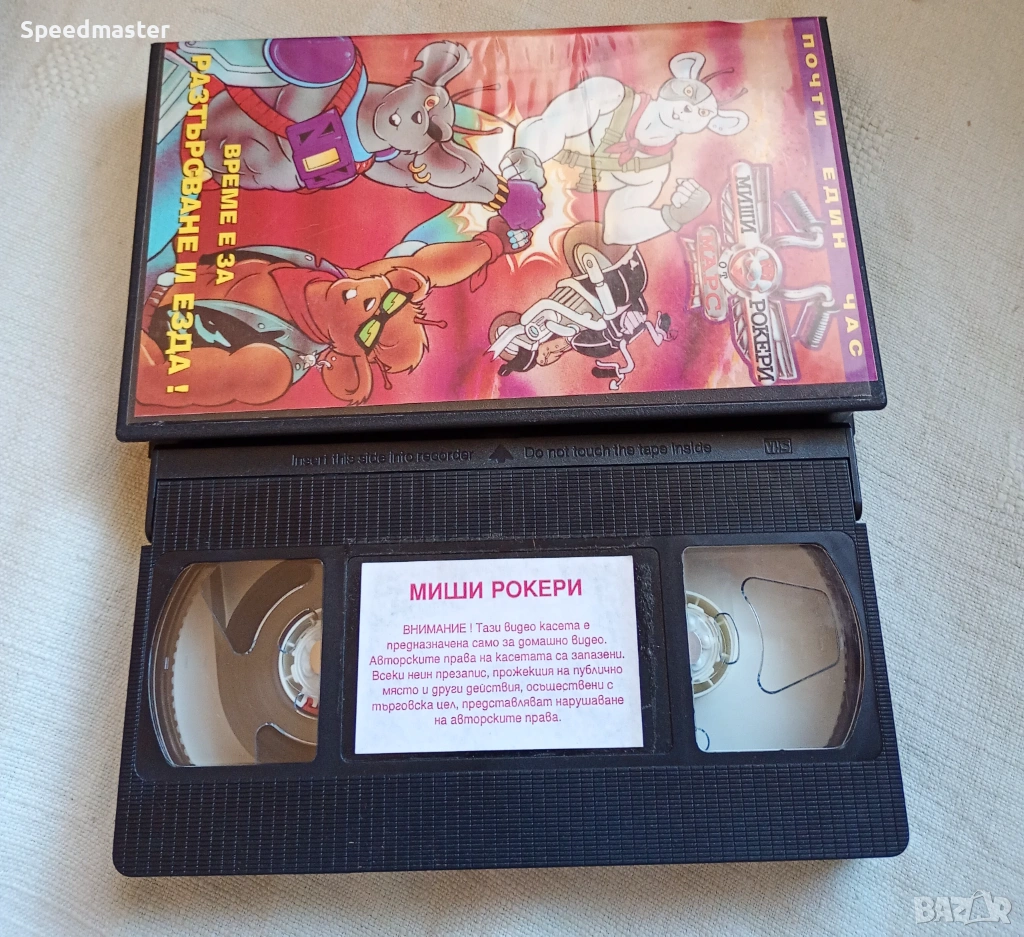 Speedmaster
ПОЧТИ ЕДИН ЧАС
МИШИ РОКЕРИ
ОТ
МАРС
ВРЕМЕ Е ЗА
РАЗТЪРСВАНЕ И ЕЗДА !
Insert this side into recorder
Do not touch the tape inside
VHS
МИШИ РОКЕРИ
ВНИМАНИЕ ! Тази видео касета е
предназначена само за домашно видео.
Авторските права на касетата са запазени.
Всеки неин презапис, прожекция на публично
място и други действия, осъществени с
търговска цел, представляват нарушаване
на авторските права.
BAZAR